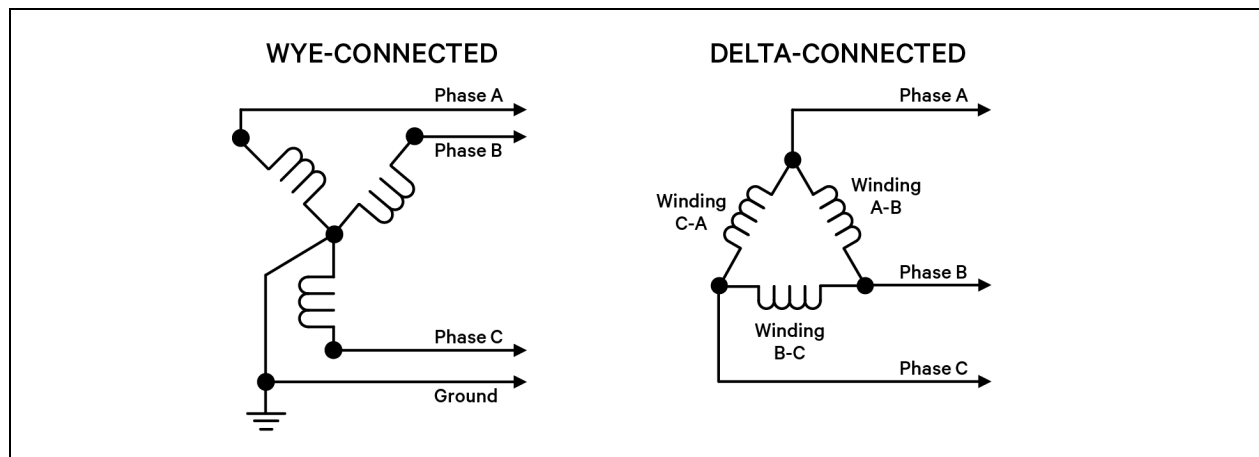 WYE-CONNECTED
Phase A
Phase B
Phase C
Ground
DELTA-CONNECTED
Phase A
Winding
C-A
Winding
A-B
Phase B
Winding
B-C
Phase C